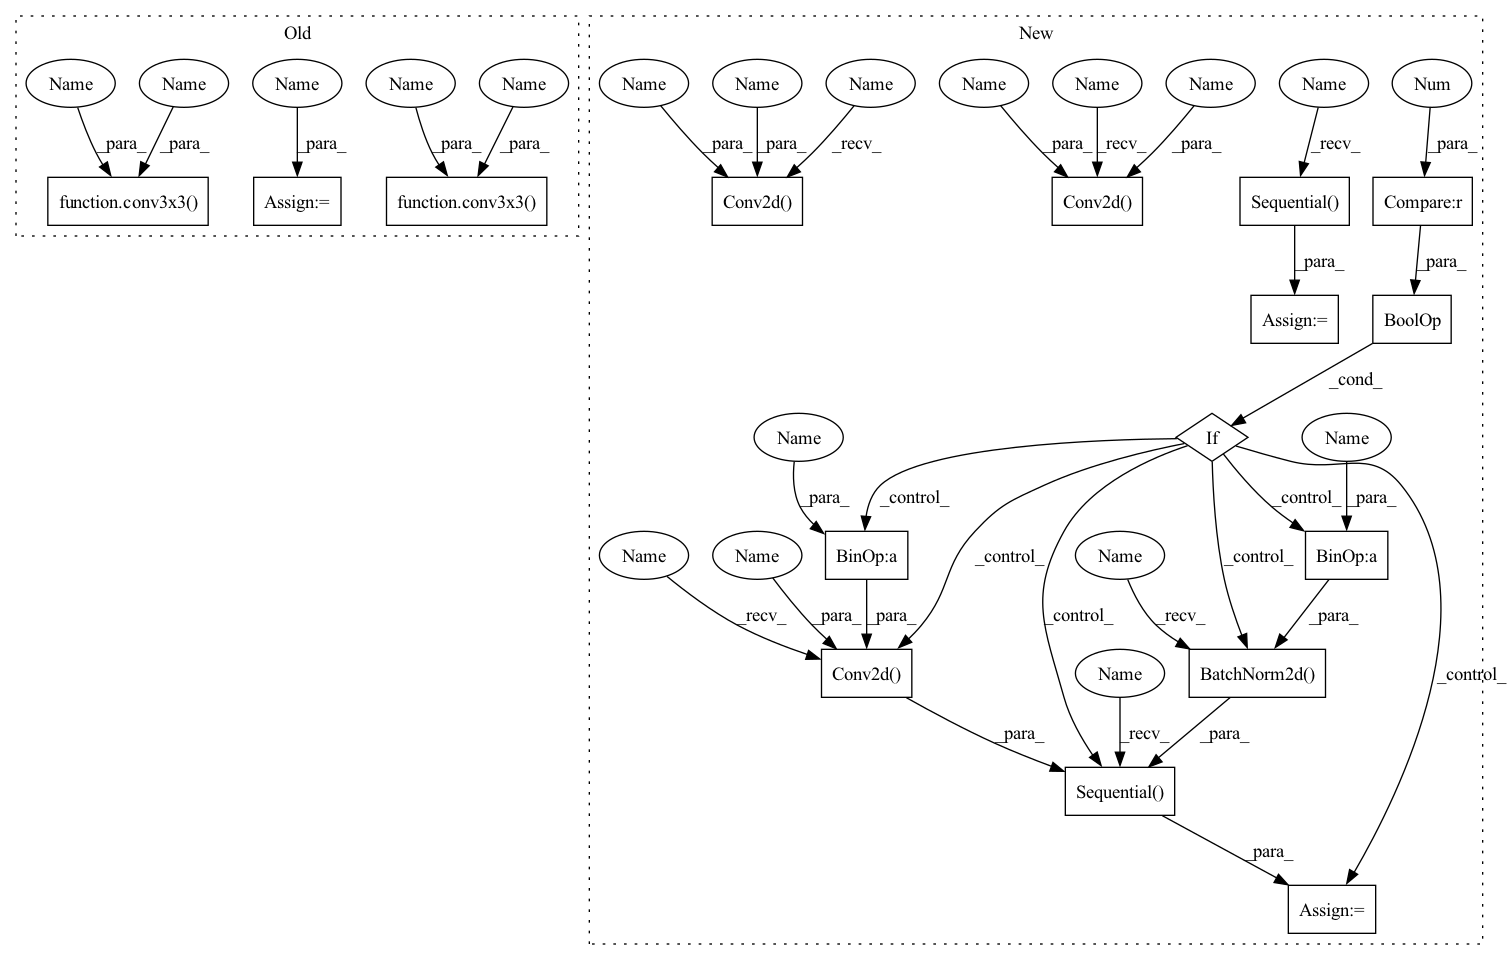 Old
New
Name
Name
Name
Name
Name
Name
Name
Name
Name
Name
Name
Name
Num
_para_
_para_
_para_
_para_
_para_
_para_
_para_
_recv_
_para_
_recv_
_para_
_recv_
_para_
function.conv3x3()
Assign:=
function.conv3x3()
Conv2d()
Conv2d()
Sequential()
Compare:r
_para_
_para_
Assign:=
BoolOp
_cond_
Name
If
Name
_para_
_control_
_control_
_para_
Name
Name
BinOp:a
_control_
Name
_control_
BinOp:a
_recv_
_para_
_para_
_control_
_recv_
_para_
Conv2d()
Name
BatchNorm2d()
_control_
_para_
_recv_
_para_
Sequential()
_para_
Assign:=